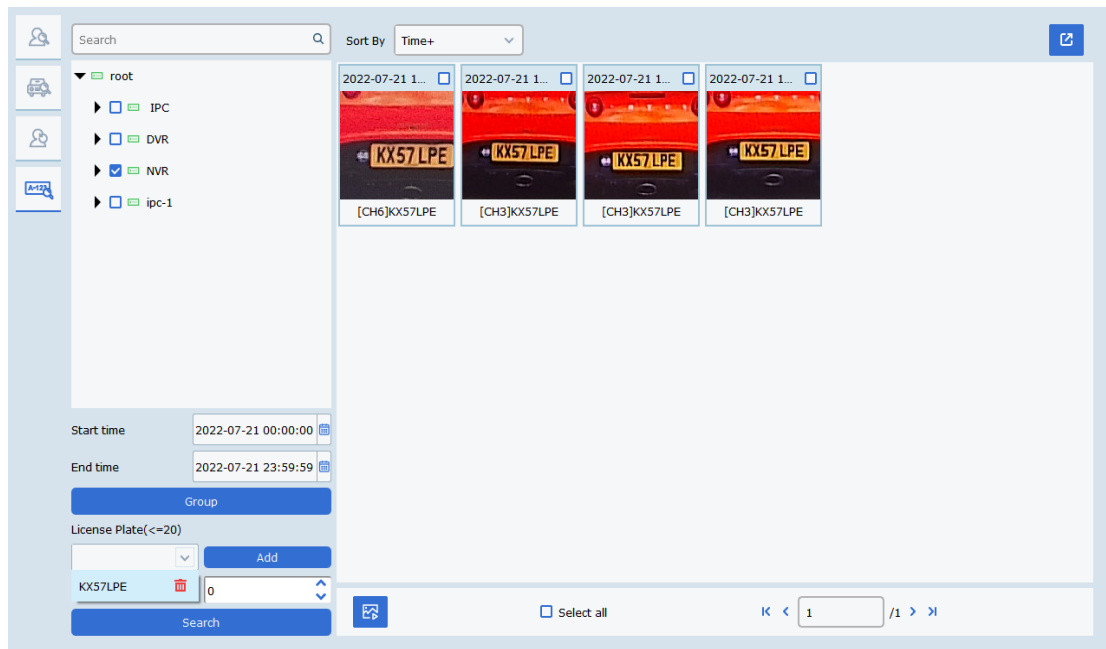 Search
Sort By Time+
root
IPC
DVR
NVR
ipc-1
A-123
2022-07-21 1... 2022-07-21 1... 2022-07-21 1... 2022-07-21 1...
KX57 LPE KX57 LPE KX57 LPE KX57 LPE
[CH6]KX57LPE [CH3]KX57LPE [CH3]KX57LPE [CH3]KX57LPE
Start time 2022-07-21 00:00:00
End time 2022-07-21 23:59:59
Group
License Plate(<=20)
Add
KX57LPE 0
Search
Select all 1 /1